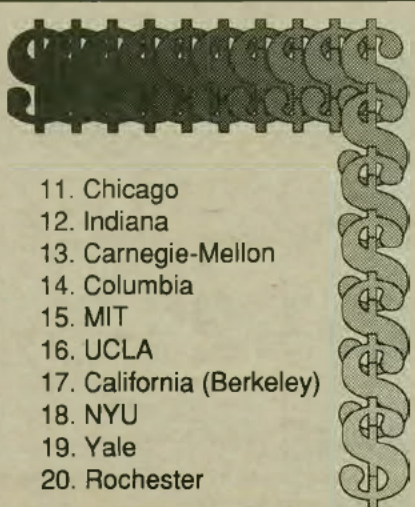 11. Chicago
12. Indiana
13. Carnegie-Mellon
14. Columbia
15. MIT
16. UCLA
17. California (Berkeley)
18. NYU
19. Yale
20. Rochester